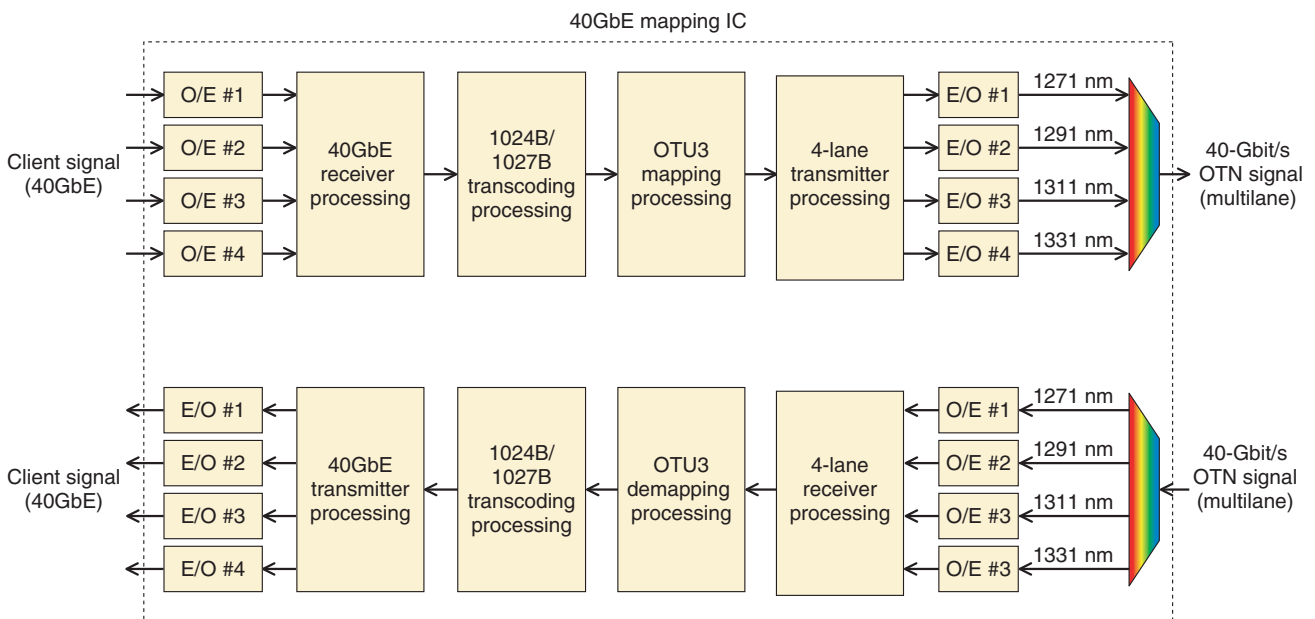 40GbE mapping IC
Client signal
(40GbE)
O/E #1
O/E #2
O/E #3
O/E #4
40GbE
receiver
processing
1024B/
1027B
transcoding
processing
OTU3
mapping
processing
4-lane
transmitter
processing
E/O #1
E/O #2
E/O #3
E/O #4
1271 nm
1291 nm
1311 nm
1331 nm
40-Gbit/s
OTN signal
(multilane)
Client signal
(40GbE)
E/O #1
E/O #2
E/O #3
E/O #4
40GbE
transmitter
processing
1024B/
1027B
transcoding
processing
OTU3
demapping
processing
4-lane
receiver
processing
O/E #1
O/E #2
O/E #3
O/E #3
1271 nm
1291 nm
1311 nm
1331 nm
40-Gbit/s
OTN signal
(multilane)